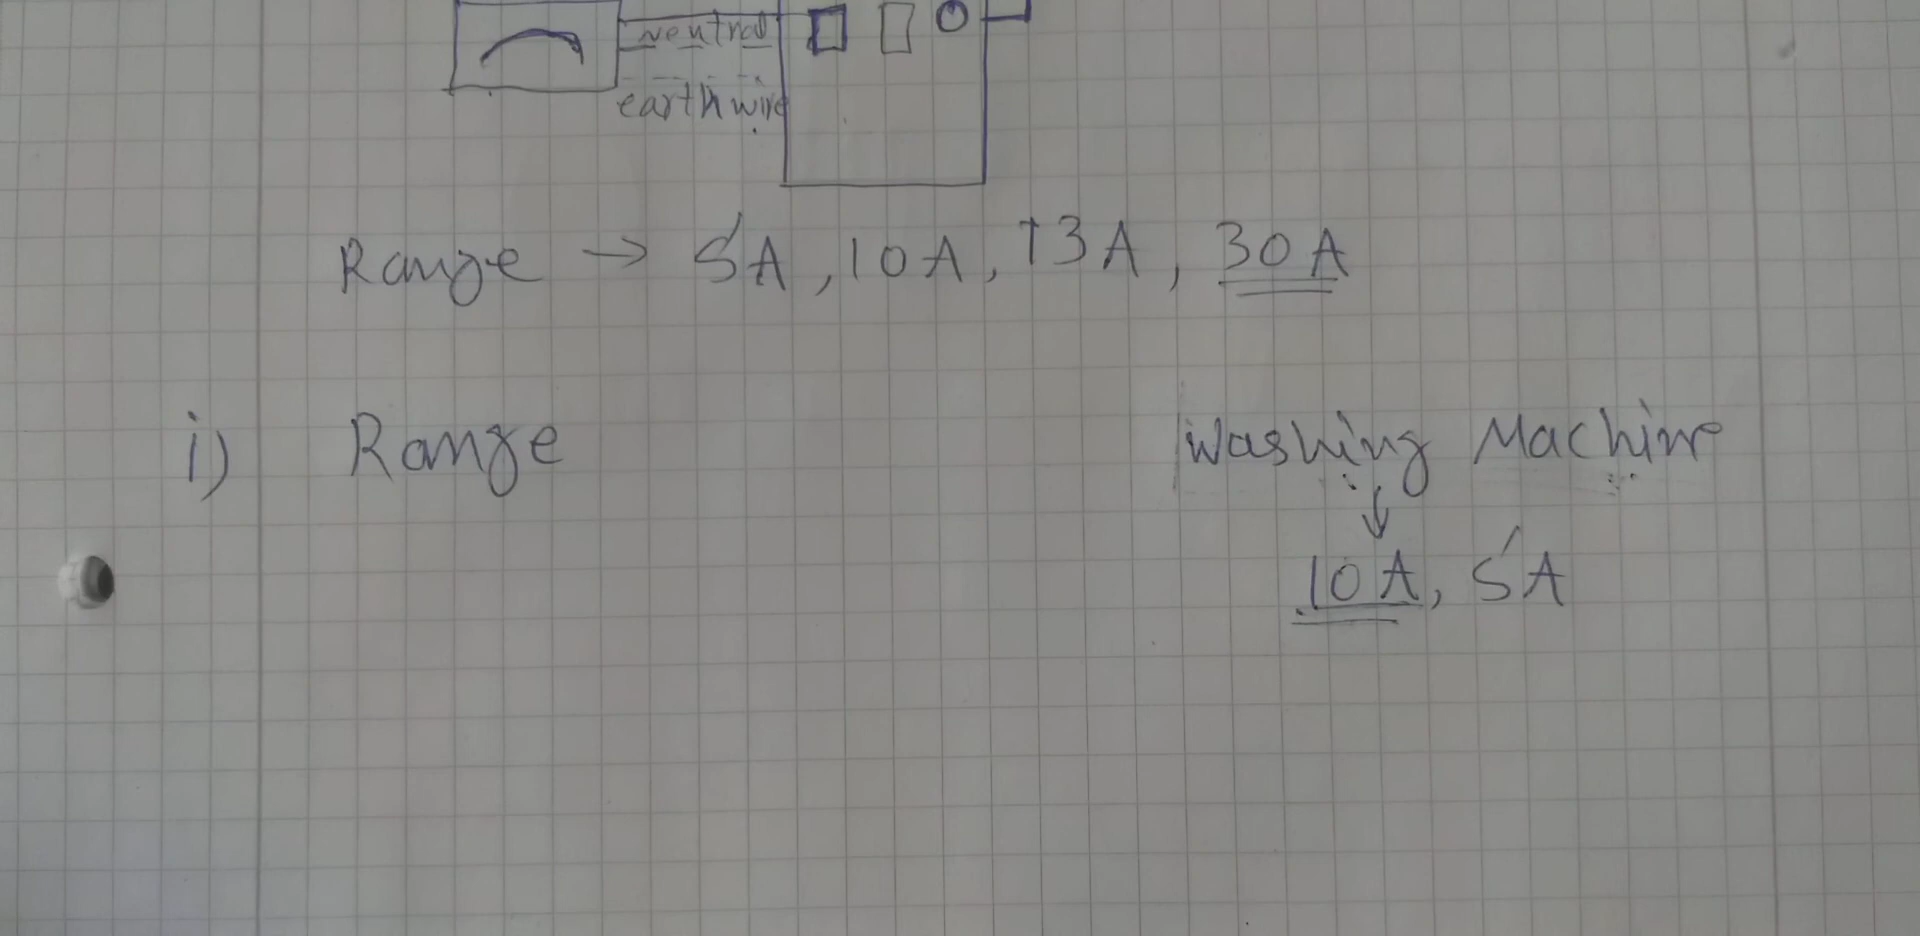 neutral
earth wire
Range → 5A, 10A, 13A, 30A
i) Range
Washing Machine
↓
10A, 5A